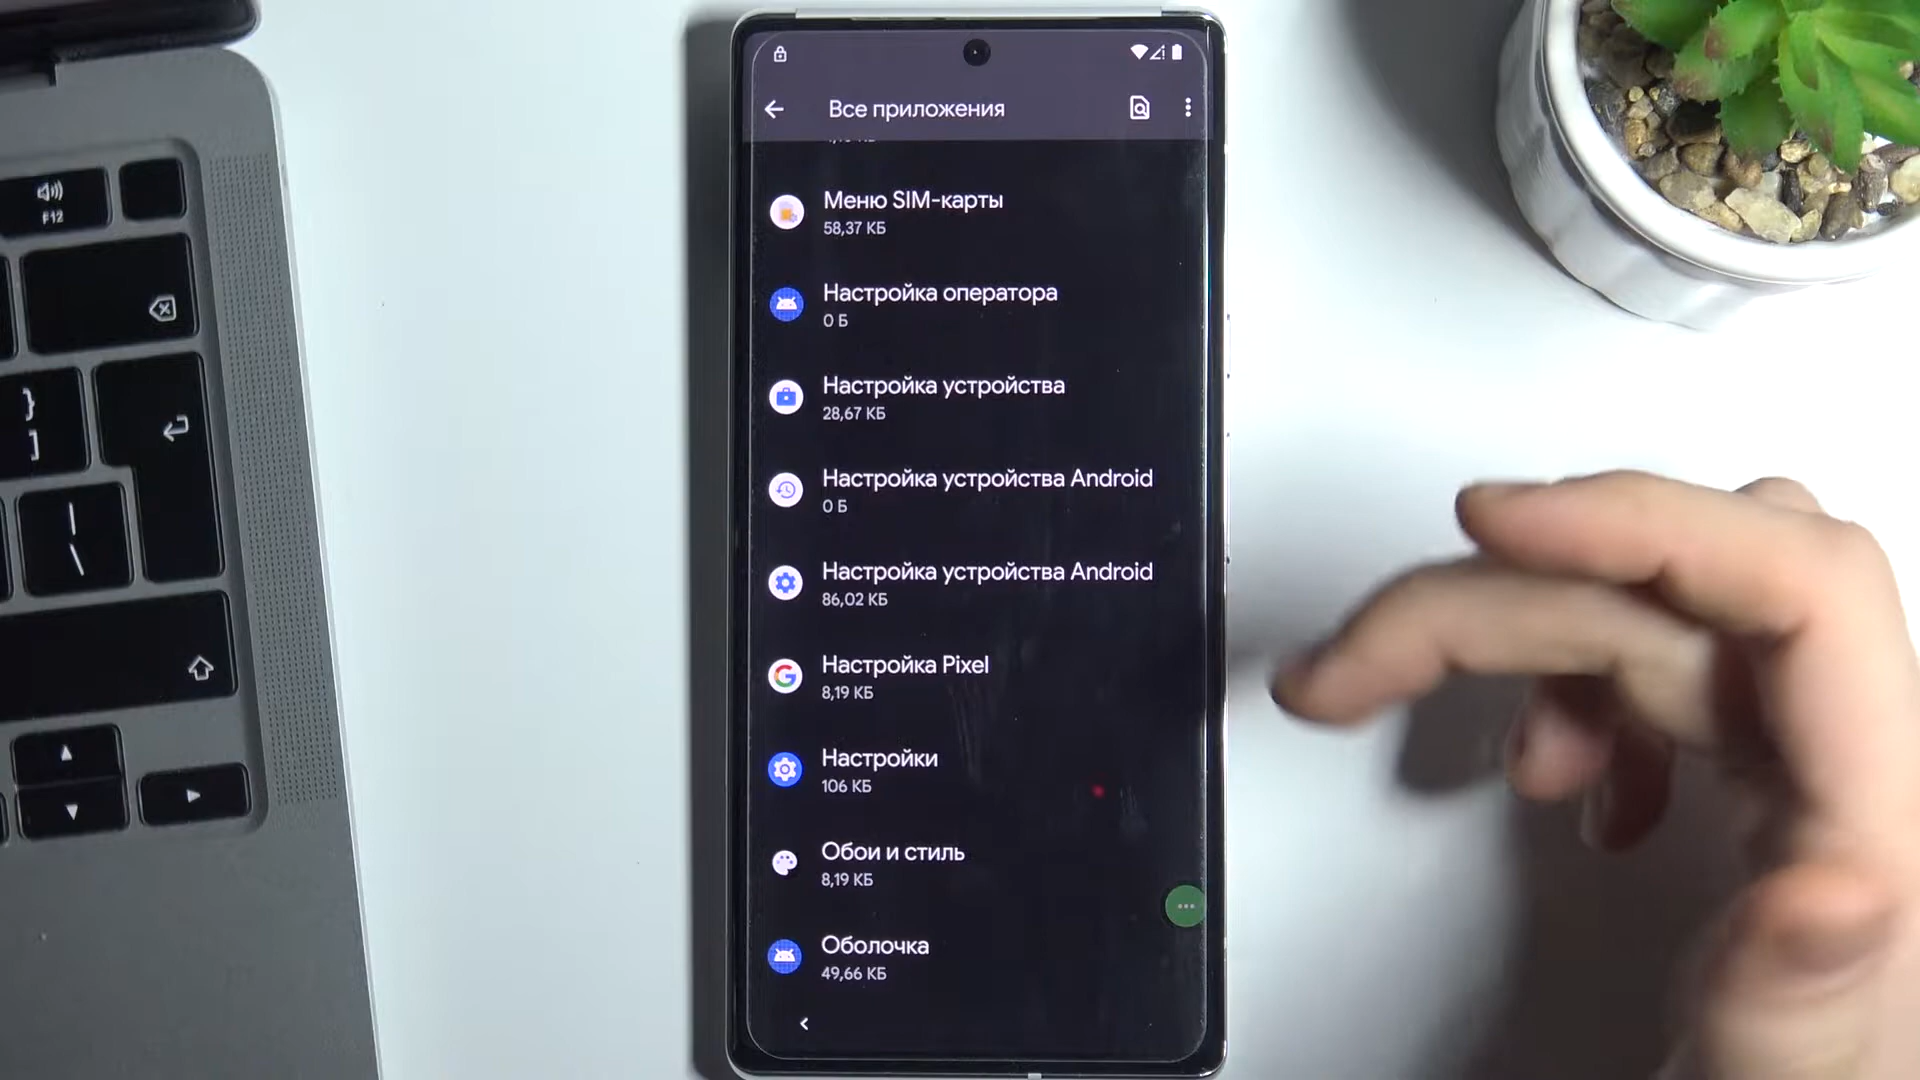 Все приложения
Меню SIM-карты
58,37 КБ
Настройка оператора
0 Б
Настройка устройства
28,67 КБ
Настройка устройства Android
0 Б
Настройка устройства Android
86,02 КБ
Настройка Pixel
8,19 КБ
Настройки
106 КБ
Обои и стиль
8,19 КБ
Оболочка
49,66 КБ
F12
}
]
|
\